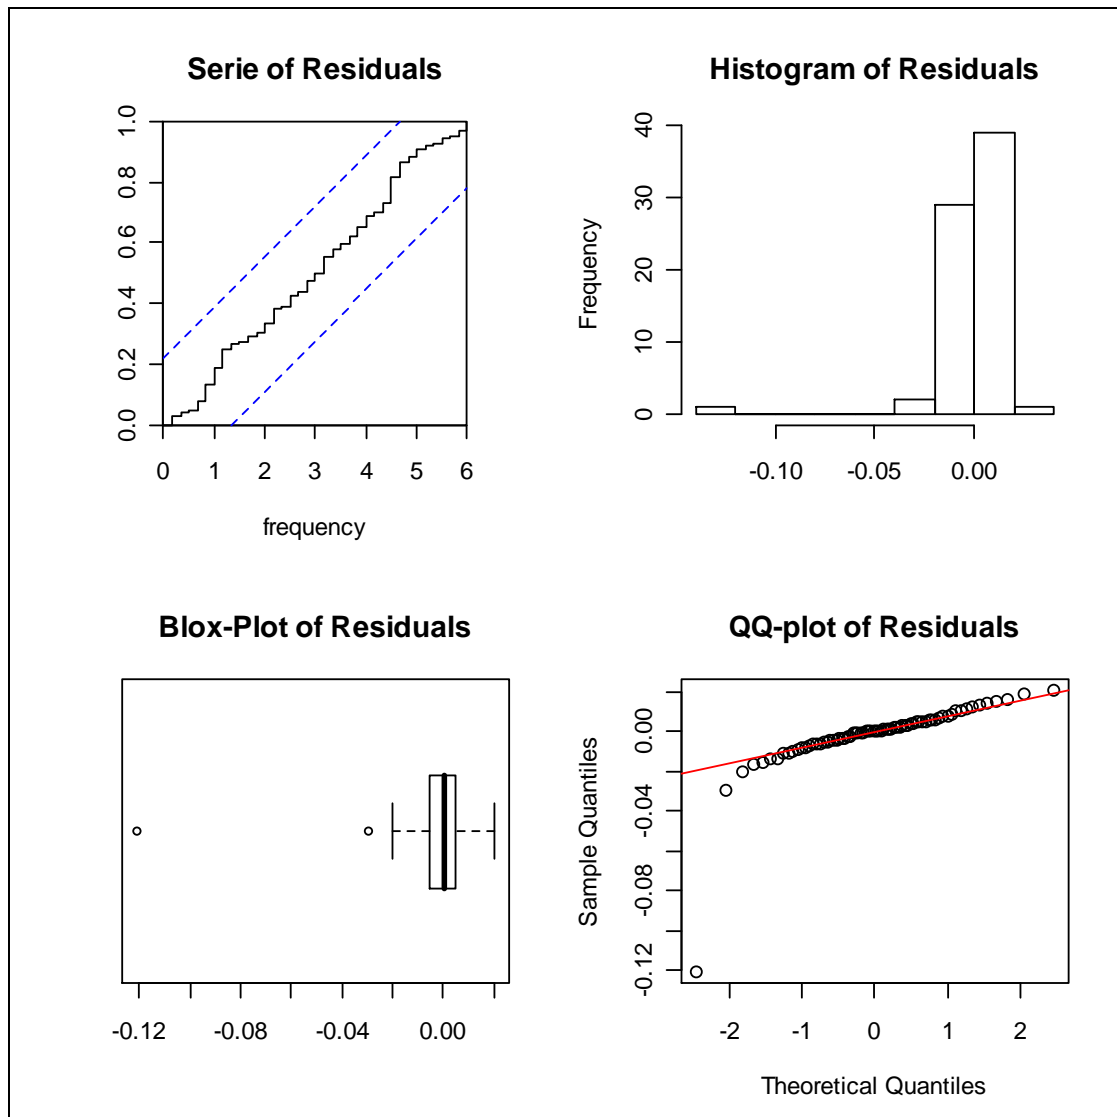 Serie of Residuals
1.0
0.8
0.6
0.4
0.2
0.0
0 1 2 3 4 5 6
frequency
Histogram of Residuals
Frequency
40
30
20
10
0
-0.10 -0.05 0.00
Blox-Plot of Residuals
-0.12 -0.08 -0.04 0.00
QQ-plot of Residuals
Sample Quantiles
0.00
-0.04
-0.08
-0.12
-2 -1 0 1 2
Theoretical Quantiles